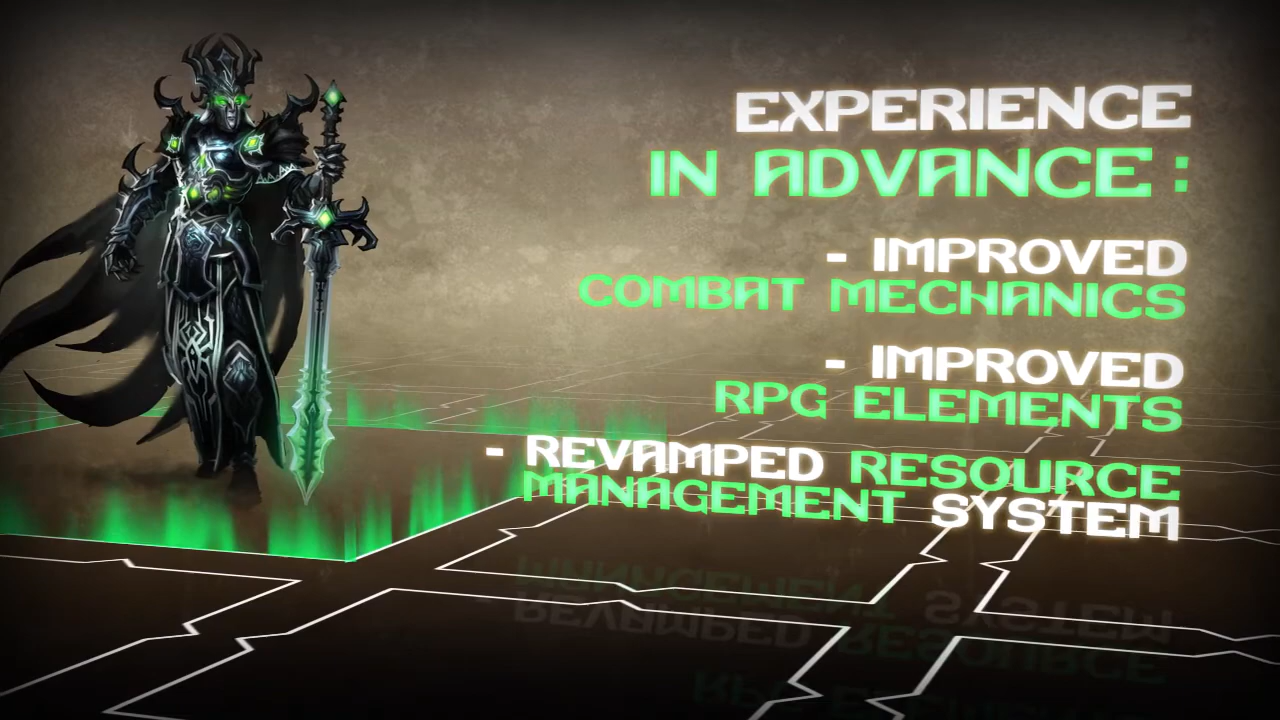 EXPERIENCE
IN ADVANCE :
- IMPROVED
COMBAT MECHANICS
- IMPROVED
RPG ELEMENTS
- REVAMPED RESOURCE
MANAGEMENT SYSTEM